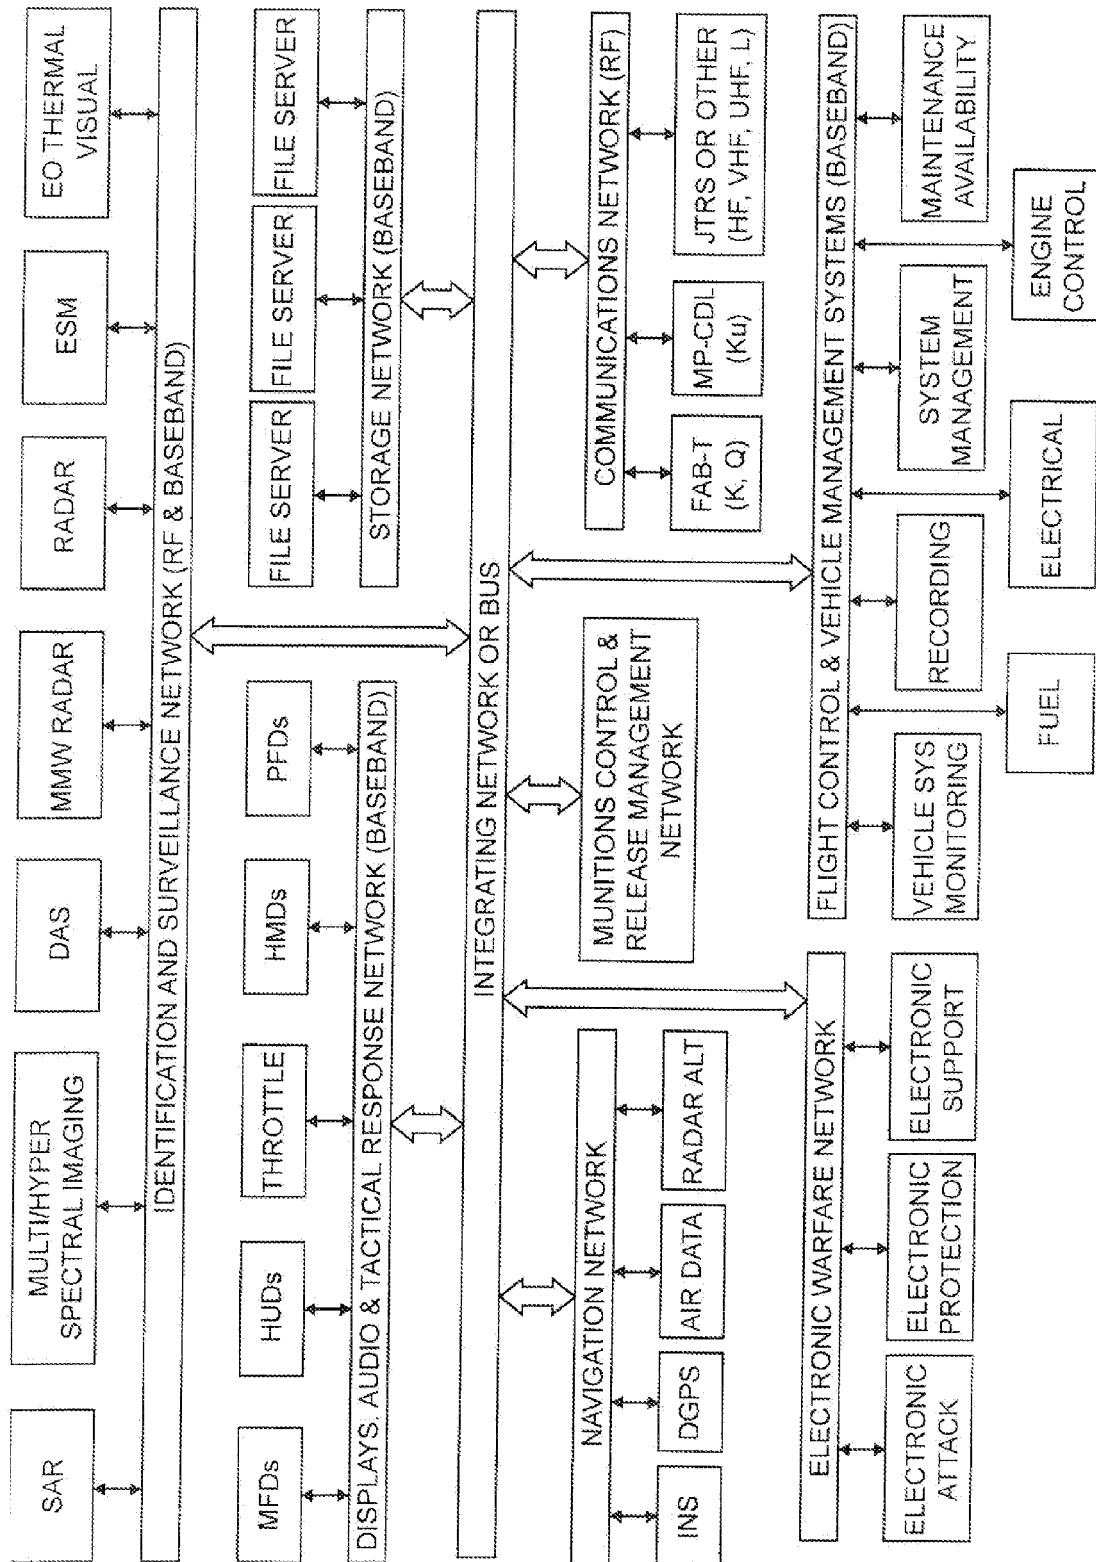 SAR
MULTI/HYPER
SPECTRAL IMAGING
DAS
MMW RADAR
RADAR
ESM
EO THERMAL
VISUAL
IDENTIFICATION AND SURVEILLANCE NETWORK (RF & BASEBAND)
MFDs
HUDs
THROTTLE
HMDs
PFDs
FILE SERVER
FILE SERVER
FILE SERVER
DISPLAYS, AUDIO & TACTICAL RESPONSE NETWORK (BASEBAND)
STORAGE NETWORK (BASEBAND)
INTEGRATING NETWORK OR BUS
NAVIGATION NETWORK
MUNITIONS CONTROL &
RELEASE MANAGEMENT
NETWORK
COMMUNICATIONS NETWORK (RF)
INS
DGPS
AIR DATA
RADAR ALT
FAB-T
(K, Q)
MP-CDL
(Ku)
JTRS OR OTHER
(HF, VHF, UHF, L)
ELECTRONIC WARFARE NETWORK
FLIGHT CONTROL & VEHICLE MANAGEMENT SYSTEMS (BASEBAND)
ELECTRONIC
ATTACK
ELECTRONIC
PROTECTION
ELECTRONIC
SUPPORT
VEHICLE SYS
MONITORING
RECORDING
SYSTEM
MANAGEMENT
MAINTENANCE
AVAILABILITY
FUEL
ELECTRICAL
ENGINE
CONTROL